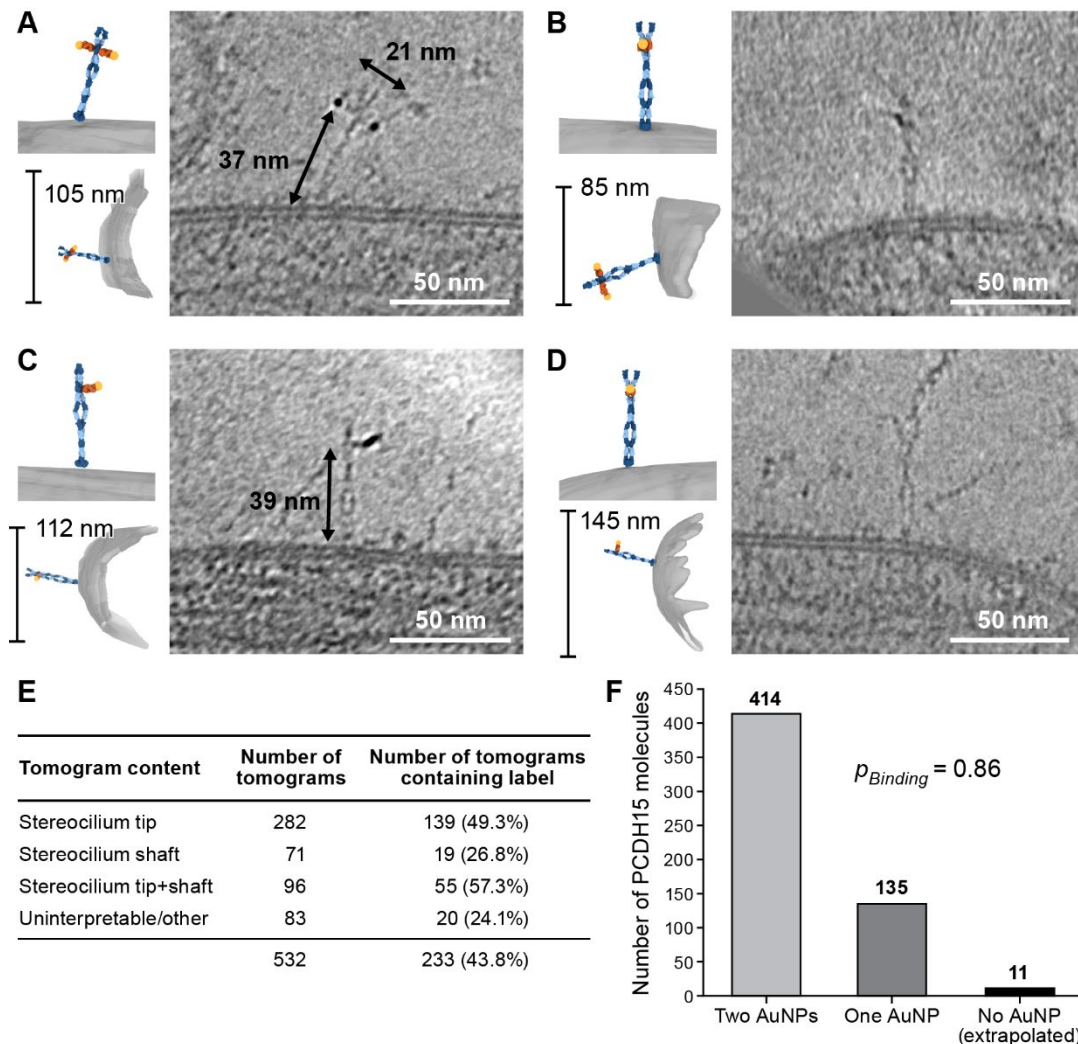 A
21 nm
37 nm
105 nm
50 nm
B
85 nm
50 nm
C
39 nm
112 nm
50 nm
D
145 nm
50 nm
E
Tomogram content Number of tomograms Number of tomograms containing label
Stereocilium tip 282 139 (49.3%)
Stereocilium shaft 71 19 (26.8%)
Stereocilium tip+shaft 96 55 (57.3%)
Uninterpretable/other 83 20 (24.1%)
532 233 (43.8%)
F
Number of PCDH15 molecules
450
400
350
300
250
200
150
100
50
0
414
135
11
pBinding = 0.86
Two AuNPs One AuNP No AuNP
(extrapolated)